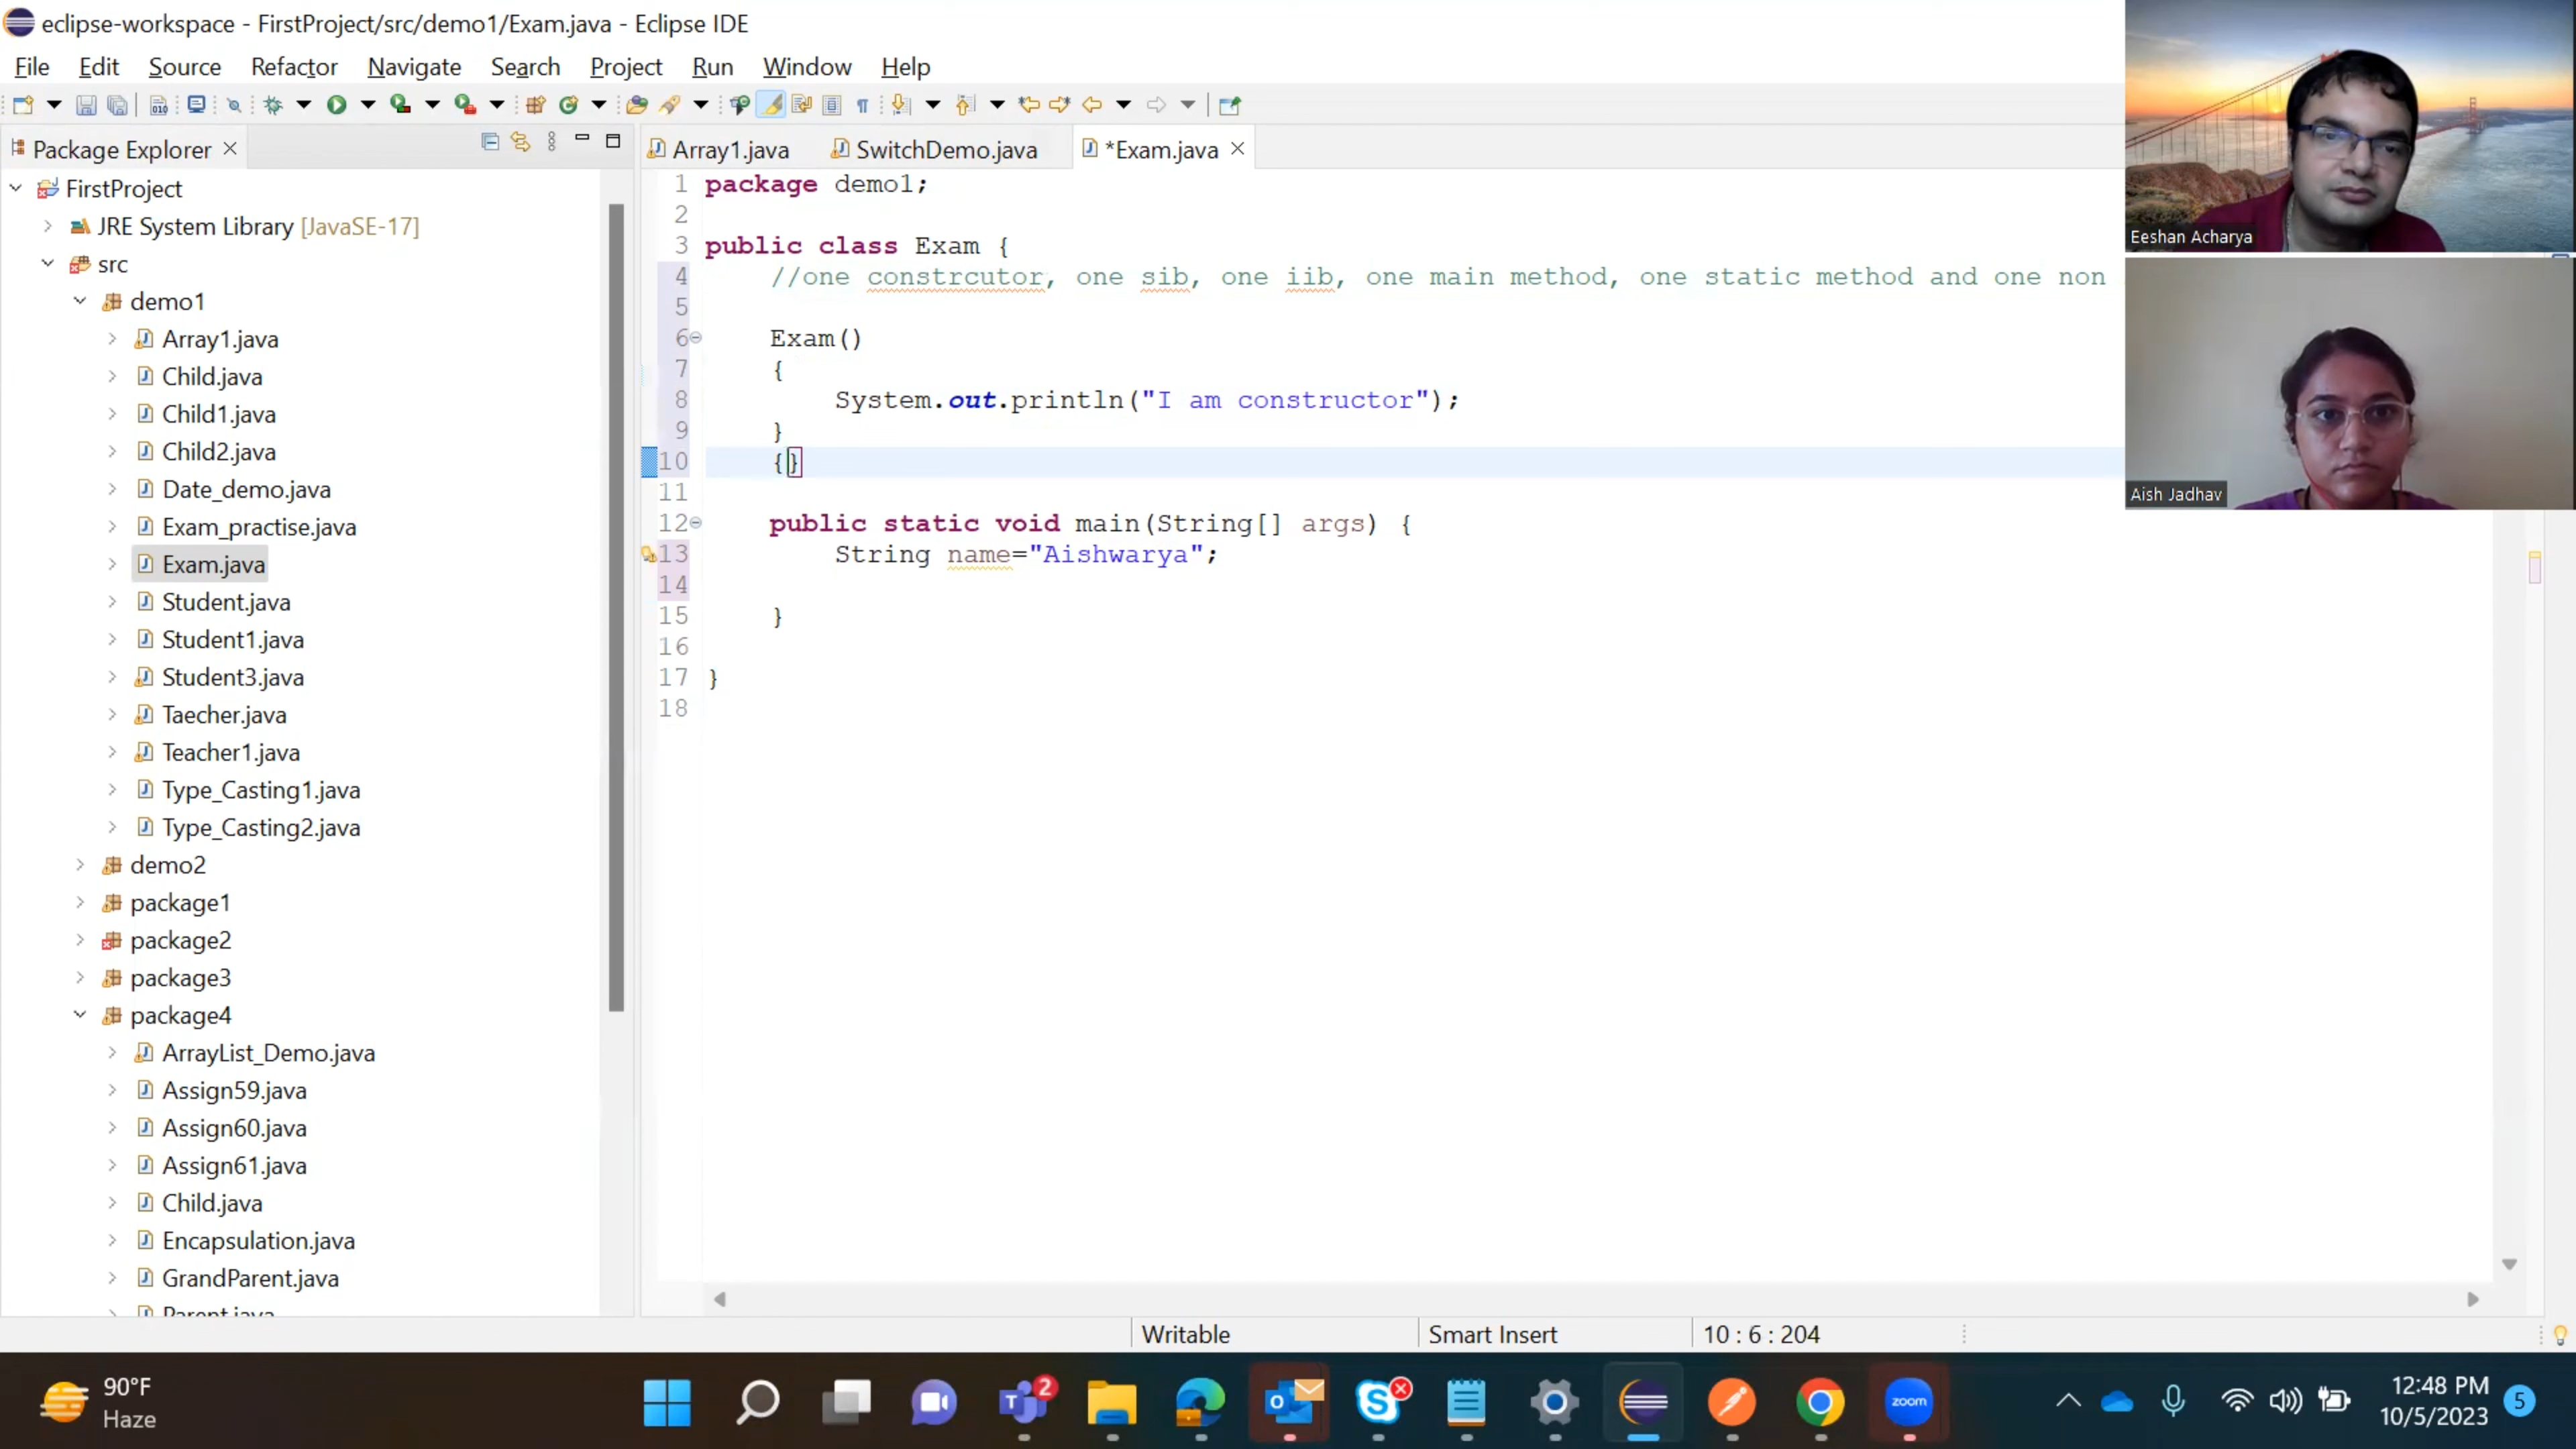 eclipse-workspace - FirstProject/src/demo1/Exam.java - Eclipse IDE
File Edit Source Refactor Navigate Search Project Run Window Help
Package Explorer
Array1.java SwitchDemo.java *Exam.java
FirstProject
JRE System Library [JavaSE-17]
src
demo1
Array1.java
Child.java
Child1.java
Child2.java
Date_demo.java
Exam_practise.java
Exam.java
Student.java
Student1.java
Student3.java
Taecher.java
Teacher1.java
Type_Casting1.java
Type_Casting2.java
demo2
package1
package2
package3
package4
ArrayList_Demo.java
Assign59.java
Assign60.java
Assign61.java
Child.java
Encapsulation.java
GrandParent.java
Parent.java
1 package demo1;
2
3 public class Exam {
4 //one constrcutor, one sib, one iib, one main method, one static method and one non
5
6 Exam()
7 {
8 System.out.println("I am constructor");
9 }
10 {}
11
12 public static void main(String[] args) {
13 String name="Aishwarya";
14
15 }
16
17 }
18
Eeshan Acharya
Aish Jadhav
Writable Smart Insert 10 : 6 : 204
90°F
Haze
2
zoom
12:48 PM
10/5/2023
5